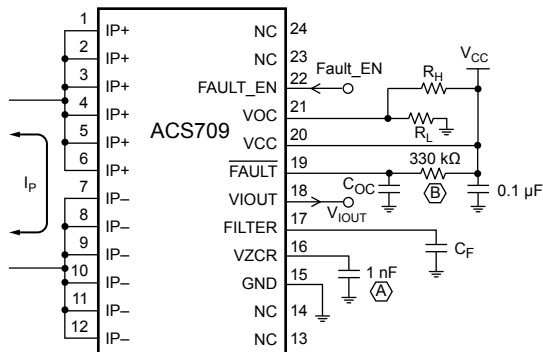 1 IP+ NC 24
2 IP+ NC 23
3 IP+ FAULT_EN 22 Fault_EN
4 IP+ VOC 21 RH VCC
5 IP+ ACS709 VCC 20 RL
6 IP+ FAULT 19 330 kΩ
IP
7 IP– VIOUT 18 COC B 0.1 µF
VIOUT
8 IP– FILTER 17
9 IP– VZCR 16 CF
10 IP– GND 15 1 nF
A
11 IP– NC 14
12 IP– NC 13